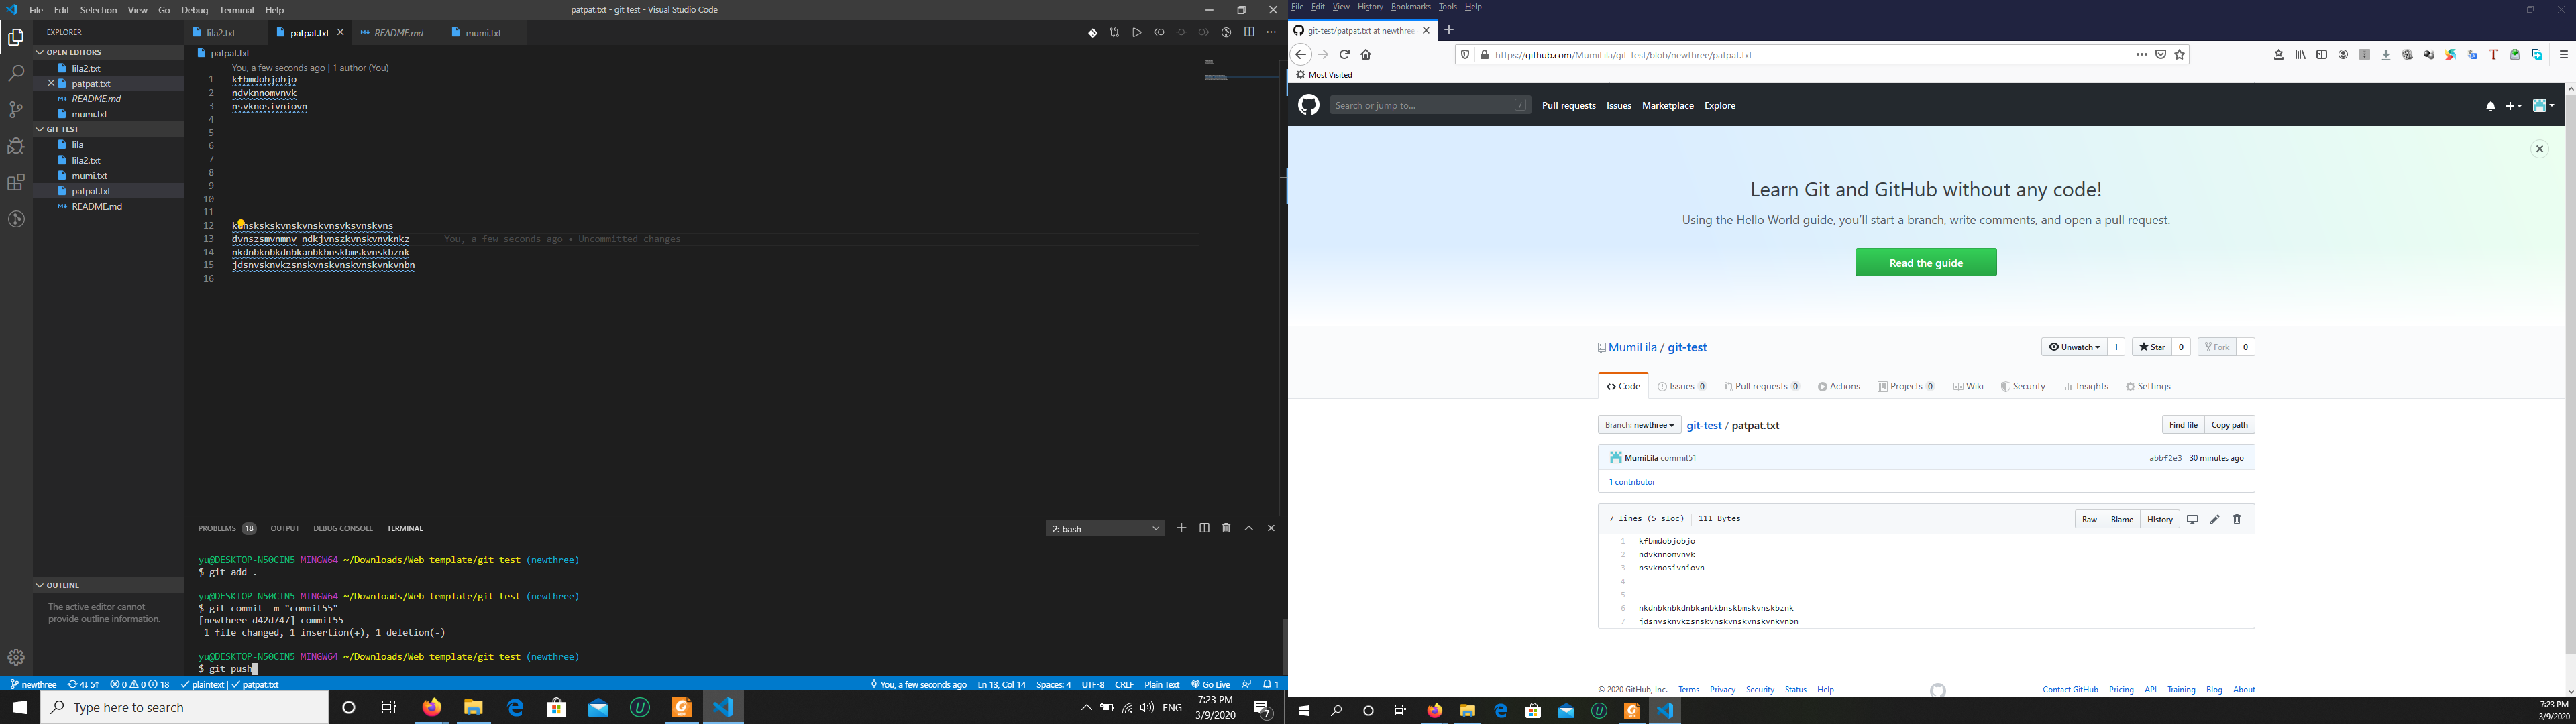 File Edit Selection View Go Debug Terminal Help
patpat.txt - git test - Visual Studio Code
EXPLORER
OPEN EDITORS
lila2.txt
patpat.txt
README.md
mumi.txt
GIT TEST
lila
lila2.txt
mumi.txt
patpat.txt
README.md
OUTLINE
The active editor cannot
provide outline information.
lila2.txt
patpat.txt
README.md
mumi.txt
patpat.txt
You, a few seconds ago | 1 author (You)
1 kfbmdobjobjo
2 ndvknnomvnvk
3 nsvknosivniovn
4
5
6
7
8
9
10
11
12
13 dvnszsmvnmnv ndkjvnszkvnskvnvknkz You, a few seconds ago • Uncommitted changes
14 nkdnbknbkdnbkanbkbnskbmskvnskbznk
15 jdsnvsknvkzsnskvnskvnskvnskvnkvnbn
16
PROBLEMS 18 OUTPUT DEBUG CONSOLE TERMINAL
2: bash
yu@DESKTOP-N50CIN5 MINGW64 ~/Downloads/Web template/git test (newthree)
$ git add .
yu@DESKTOP-N50CIN5 MINGW64 ~/Downloads/Web template/git test (newthree)
$ git commit -m "commit55"
[newthree d42d747] commit55
1 file changed, 1 insertion(+), 1 deletion(-)
yu@DESKTOP-N50CIN5 MINGW64 ~/Downloads/Web template/git test (newthree)
$ git push
newthree 4↓ 5↑ 0 0 18 plaintext | patpat.txt
You, a few seconds ago Ln 13, Col 14 Spaces: 4 UTF-8 CRLF Plain Text Go Live 1
Type here to search
ENG
7:23 PM
3/9/2020
7
File Edit View History Bookmarks Tools Help
git-test/patpat.txt at newthree
https://github.com/MumiLila/git-test/blob/newthree/patpat.txt
Most Visited
Search or jump to... /
Pull requests Issues Marketplace Explore
Learn Git and GitHub without any code!
Using the Hello World guide, you'll start a branch, write comments, and open a pull request.
Read the guide
MumiLila / git-test
Unwatch 1 Star 0 Fork 0
Code Issues 0 Pull requests 0 Actions Projects 0 Wiki Security Insights Settings
Branch: newthree git-test / patpat.txt
Find file Copy path
MumiLila commit51
abbf2e3 30 minutes ago
1 contributor
7 lines (5 sloc) 111 Bytes
Raw Blame History
1 kfbmdobjobjo
2 ndvknnomvnvk
3 nsvknosivniovn
4
5
6 nkdnbknbkdnbkanbkbnskbmskvnskbznk
7 jdsnvsknvkzsnskvnskvnskvnskvnkvnbn
© 2020 GitHub, Inc. Terms Privacy Security Status Help
Contact GitHub Pricing API Training Blog About
7:23 PM
3/9/2020